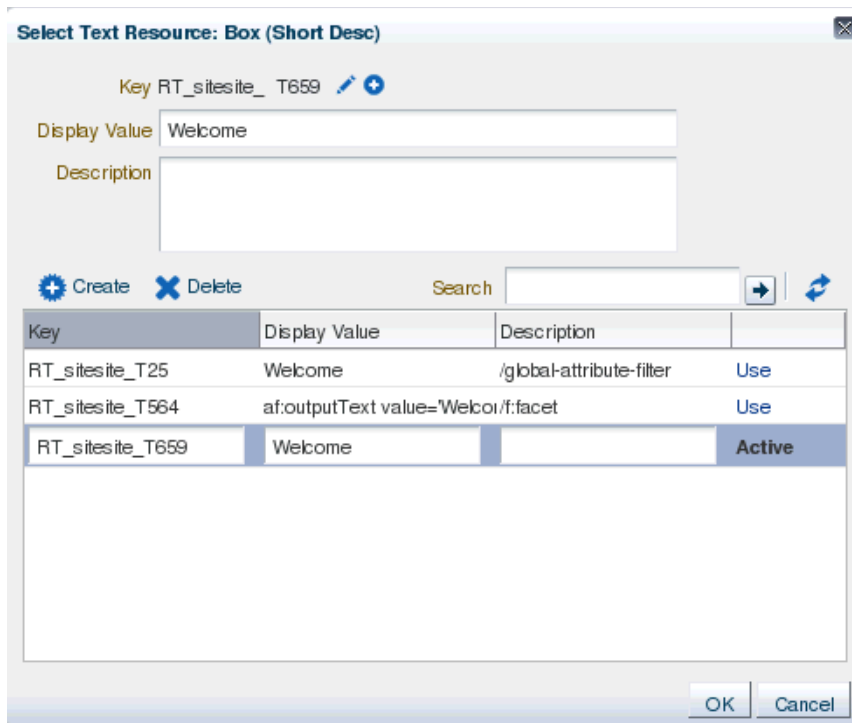 Select Text Resource: Box (Short Desc)
Key RT_sitesite_ T659
Display Value Welcome
Description
Create Delete Search
Key Display Value Description
RT_sitesite_T25 Welcome /global-attribute-filter Use
RT_sitesite_T564 af:outputText value='Welcor/f:facet Use
RT_sitesite_T659 Welcome Active
OK Cancel